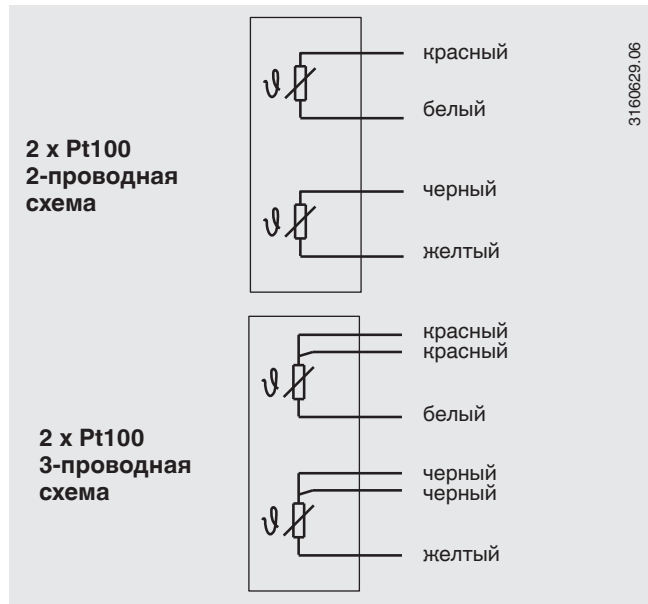 красный
белый
2 x Pt100
2-проводная
схема
черный
желтый
3160629.06
красный
красный
белый
2 x Pt100
3-проводная
схема
черный
черный
желтый